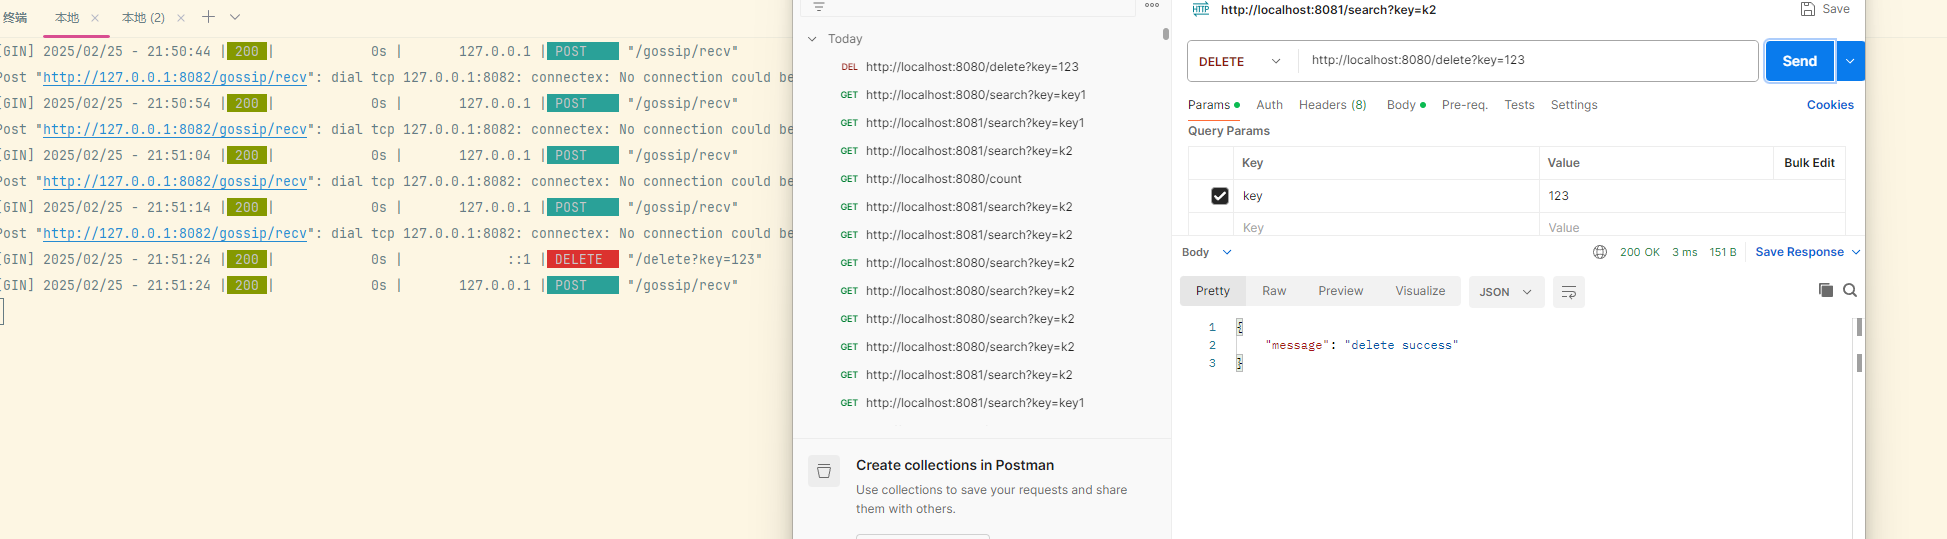 终端 本地 × 本地 (2) ×
[GIN] 2025/02/25 - 21:50:44 | 200 | 0s | 127.0.0.1 | POST "/gossip/recv"
Post "http://127.0.0.1:8082/gossip/recv": dial tcp 127.0.0.1:8082: connectex: No connection could be
[GIN] 2025/02/25 - 21:50:54 | 200 | 0s | 127.0.0.1 | POST "/gossip/recv"
Post "http://127.0.0.1:8082/gossip/recv": dial tcp 127.0.0.1:8082: connectex: No connection could be
[GIN] 2025/02/25 - 21:51:04 | 200 | 0s | 127.0.0.1 | POST "/gossip/recv"
Post "http://127.0.0.1:8082/gossip/recv": dial tcp 127.0.0.1:8082: connectex: No connection could be
[GIN] 2025/02/25 - 21:51:14 | 200 | 0s | 127.0.0.1 | POST "/gossip/recv"
Post "http://127.0.0.1:8082/gossip/recv": dial tcp 127.0.0.1:8082: connectex: No connection could be
[GIN] 2025/02/25 - 21:51:24 | 200 | 0s | ::1 | DELETE "/delete?key=123"
[GIN] 2025/02/25 - 21:51:24 | 200 | 0s | 127.0.0.1 | POST "/gossip/recv"
Today
DEL http://localhost:8080/delete?key=123
GET http://localhost:8080/search?key=key1
GET http://localhost:8081/search?key=key1
GET http://localhost:8081/search?key=k2
GET http://localhost:8080/count
GET http://localhost:8081/search?key=k2
GET http://localhost:8080/search?key=k2
GET http://localhost:8080/search?key=k2
GET http://localhost:8080/search?key=k2
GET http://localhost:8080/search?key=k2
GET http://localhost:8080/search?key=k2
GET http://localhost:8081/search?key=k2
GET http://localhost:8081/search?key=key1
Create collections in Postman
Use collections to save your requests and share
them with others.
HTTP http://localhost:8081/search?key=k2 Save
DELETE http://localhost:8080/delete?key=123 Send
Params Auth Headers (8) Body Pre-req. Tests Settings Cookies
Query Params
Key Value Bulk Edit
key 123
Key Value
Body 200 OK 3 ms 151 B Save Response
Pretty Raw Preview Visualize JSON
1 {
2 "message": "delete success"
3 }